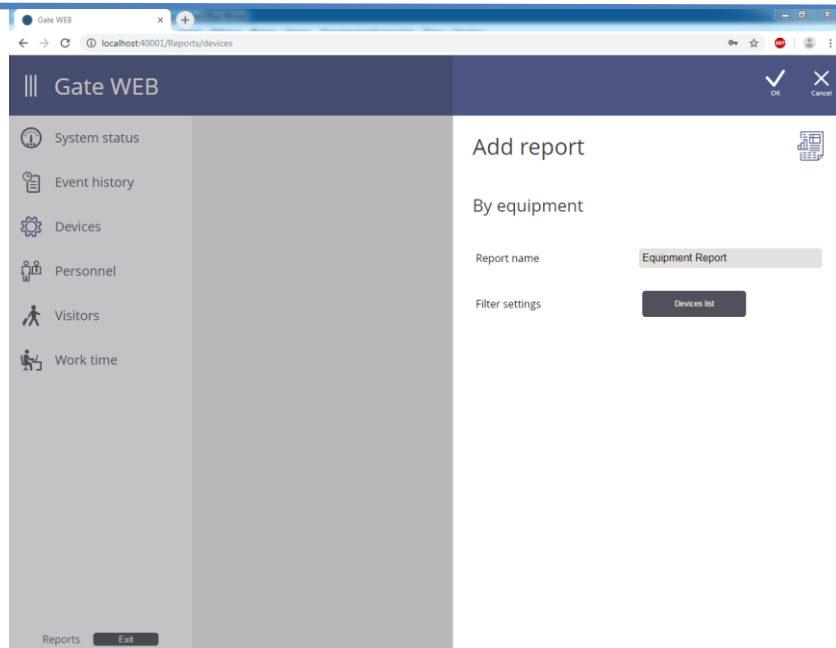 Gate WEB
localhost:40001/Reports/devices
Gate WEB
OK
Cancel
System status
Event history
Devices
Personnel
Visitors
Work time
Add report
By equipment
Report name
Equipment Report
Filter settings
Devices list
Reports
Exit